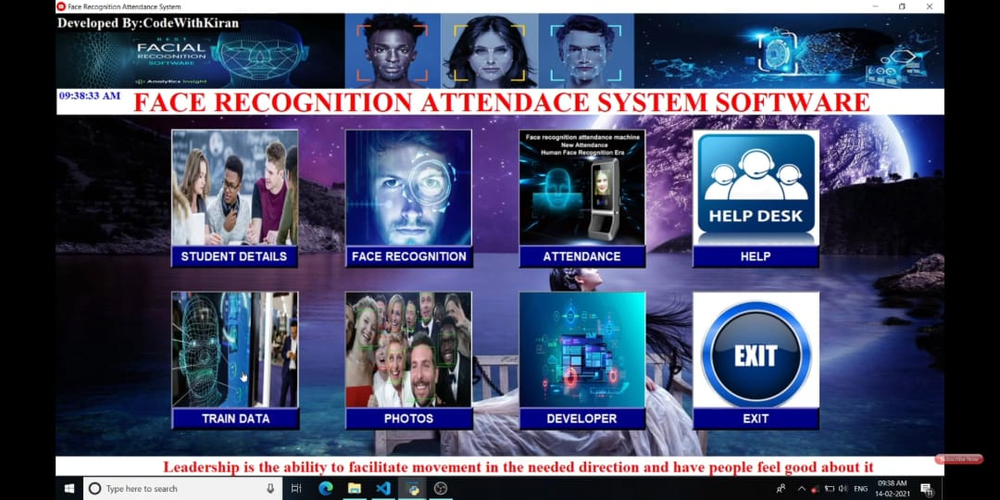 Face Recognition Attendance System
Developed By:CodeWithKiran
BEST
FACIAL
RECOGNITION
SOFTWARE
Analytics Insight
09:38:33 AM
FACE RECOGNITION ATTENDACE SYSTEM SOFTWARE
Face recognition attendance machine
New Attendance
Human Face Recognition Era
HELP DESK
STUDENT DETAILS
FACE RECOGNITION
ATTENDANCE
HELP
EXIT
TRAIN DATA
PHOTOS
DEVELOPER
EXIT
Subscribe Now
Leadership is the ability to facilitate movement in the needed direction and have people feel good about it
Type here to search
ENG
09:38 AM
14-02-2021
11